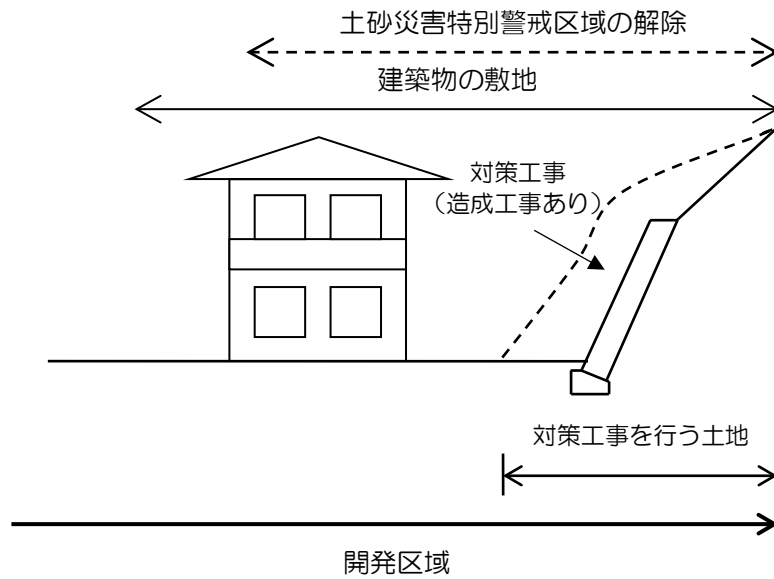 土砂災害特別警戒区域の解除
建築物の敷地
対策工事
（造成工事あり）
対策工事を行う土地
開発区域